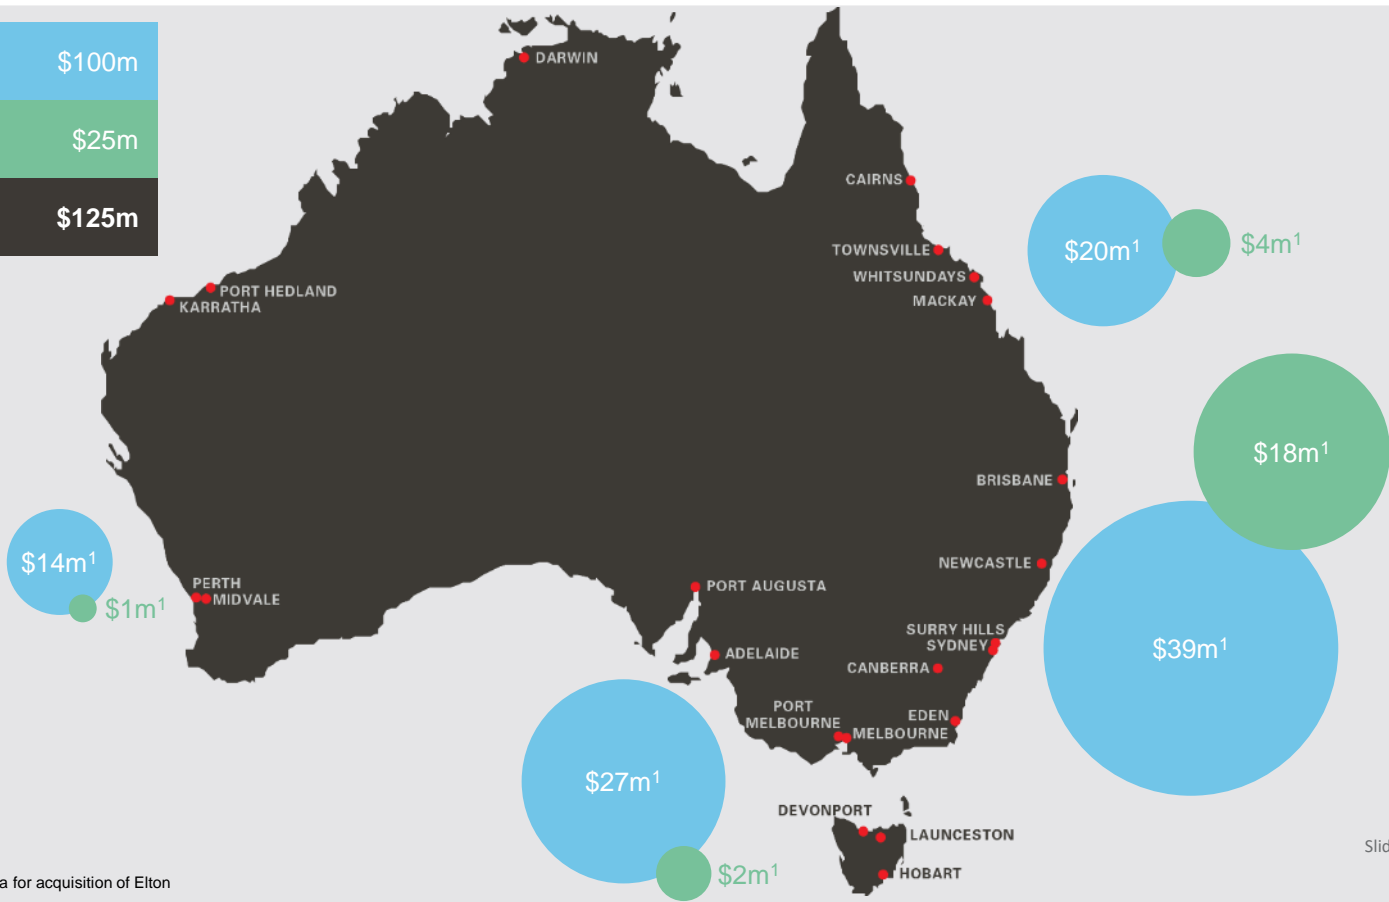 $100m
$25m
$125m
DARWIN
CAIRNS
TOWNSVILLE
WHITSUNDAYS
MACKAY
$20m¹
$4m¹
PORT HEDLAND
KARRATHA
$18m¹
BRISBANE
NEWCASTLE
$14m¹
$1m¹
PERTH
MIDVALE
PORT AUGUSTA
ADELAIDE
SURRY HILLS
SYDNEY
CANBERRA
$39m¹
PORT
MELBOURNE
EDEN
MELBOURNE
$27m¹
$2m¹
DEVONPORT
LAUNCESTON
HOBART
Slid
a for acquisition of Elton